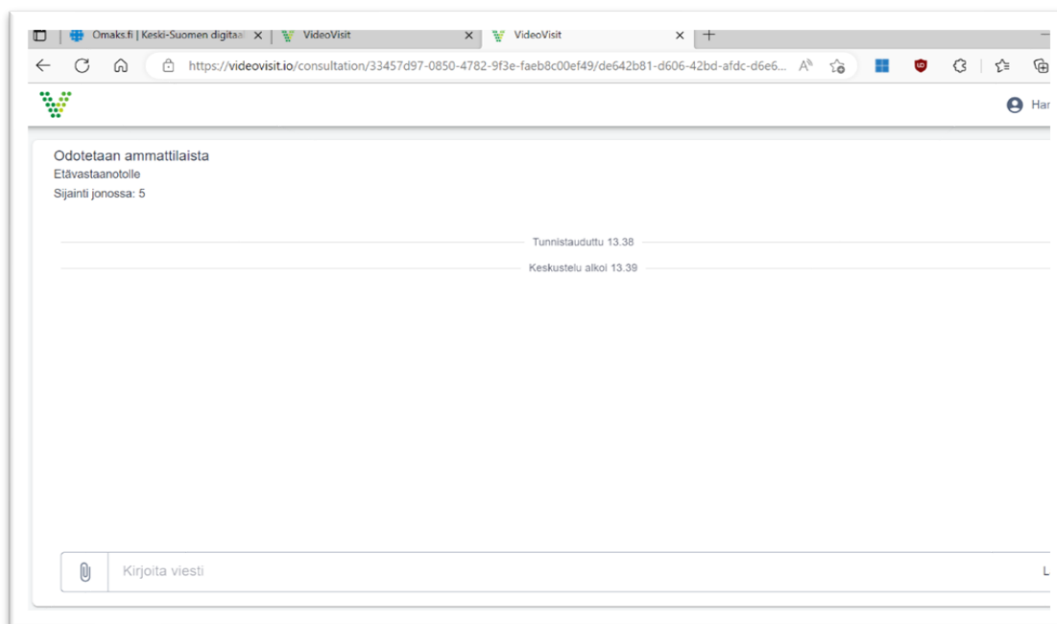 Omaks.fi | Keski-Suomen digitaal
VideoVisit
VideoVisit
https://videovisit.io/consultation/33457d97-0850-4782-9f3e-faeb8c00ef49/de642b81-d606-42bd-afdc-d6e6...
Har
Odotetaan ammattilaista
Etävastaanotolle
Sijainti jonossa: 5
Tunnistauduttu 13.38
Keskustelu alkoi 13.39
Kirjoita viesti
L